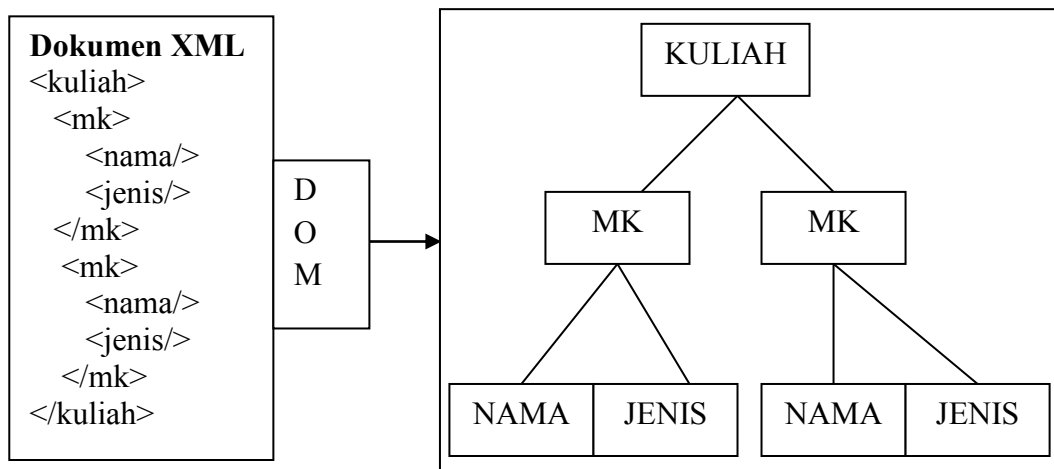 Dokumen XML
<kuliah>
<mk>
<nama/>
<jenis/>
</mk>
<mk>
<nama/>
<jenis/>
</mk>
</kuliah>
D
O
M
KULIAH
MK MK
NAMA JENIS NAMA JENIS